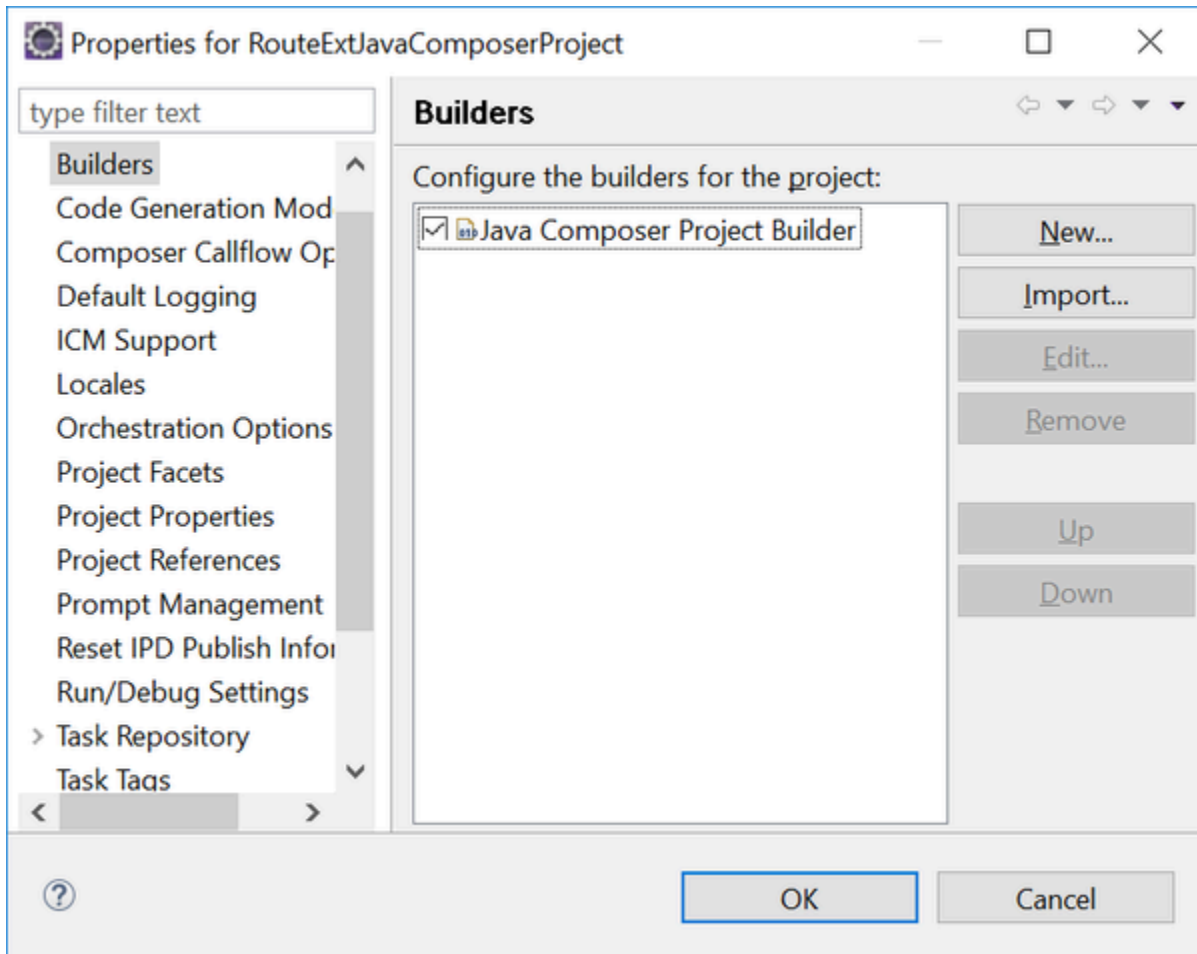 Properties for RouteExtJavaComposerProject
type filter text
Builders
Code Generation Mod
Composer Callflow Op
Default Logging
ICM Support
Locales
Orchestration Options
Project Facets
Project Properties
Project References
Prompt Management
Reset IPD Publish Infor
Run/Debug Settings
Task Repository
Task Tags
Builders
Configure the builders for the project:
Java Composer Project Builder
New...
Import...
Edit...
Remove
Up
Down
OK
Cancel